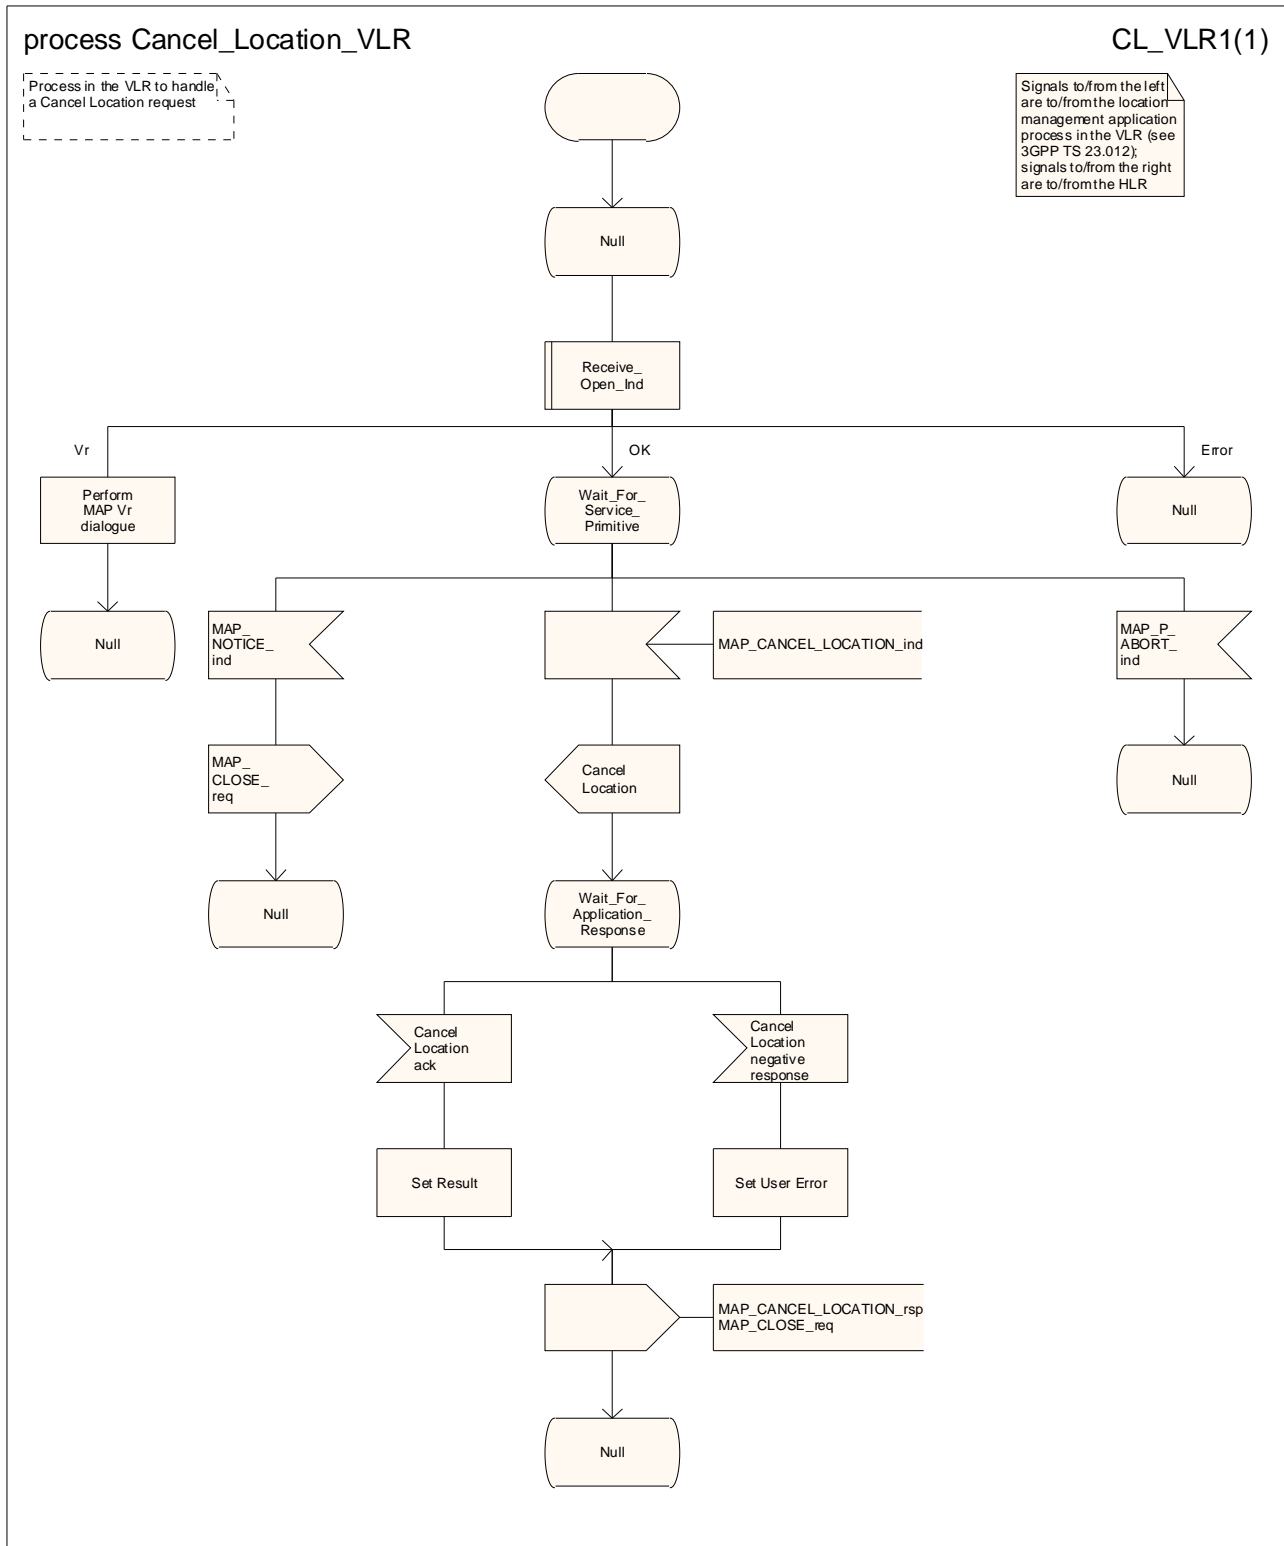 process Cancel_Location_VLR
CL_VLR1(1)
Process in the VLR to handle
a Cancel Location request
Signals to/from the left
are to/from the location
management application
process in the VLR (see
3GPP TS 23.012);
signals to/from the right
are to/from the HLR
Null
Receive_
Open_Ind
Vr
OK
Error
Perform
MAP Vr
dialogue
Wait_For_
Service_
Primitive
Null
Null
MAP_
NOTICE_
ind
MAP_CANCEL_LOCATION_ind
MAP_P_
ABORT_
ind
MAP_
CLOSE_
req
Cancel
Location
Null
Null
Wait_For_
Application_
Response
Cancel
Location
ack
Cancel
Location
negative
response
Set Result
Set User Error
MAP_CANCEL_LOCATION_rsp
MAP_CLOSE_req
Null